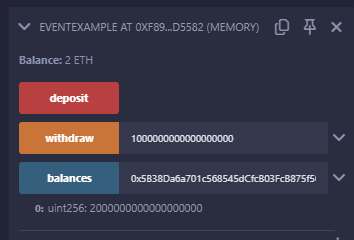 EVENTEXAMPLE AT 0XF89...D5582 (MEMORY)
Balance: 2 ETH
deposit
withdraw 1000000000000000000
balances 0x5B38Da6a701c568545dCfcB03FcB875f5
0: uint256: 2000000000000000000